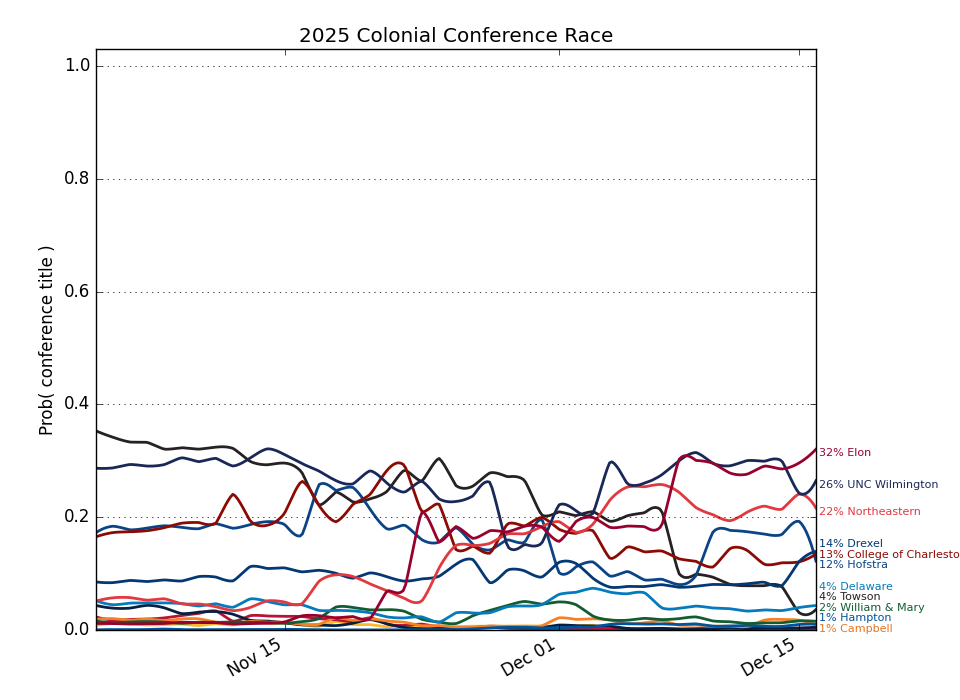 2025 Colonial Conference Race
Prob( conference title )
1.0
0.8
0.6
0.4
0.2
0.0
Nov 15
Dec 01
Dec 15
32% Elon
26% UNC Wilmington
22% Northeastern
14% Drexel
13% College of Charlesto
12% Hofstra
4% Delaware
4% Towson
2% William & Mary
1% Hampton
1% Campbell